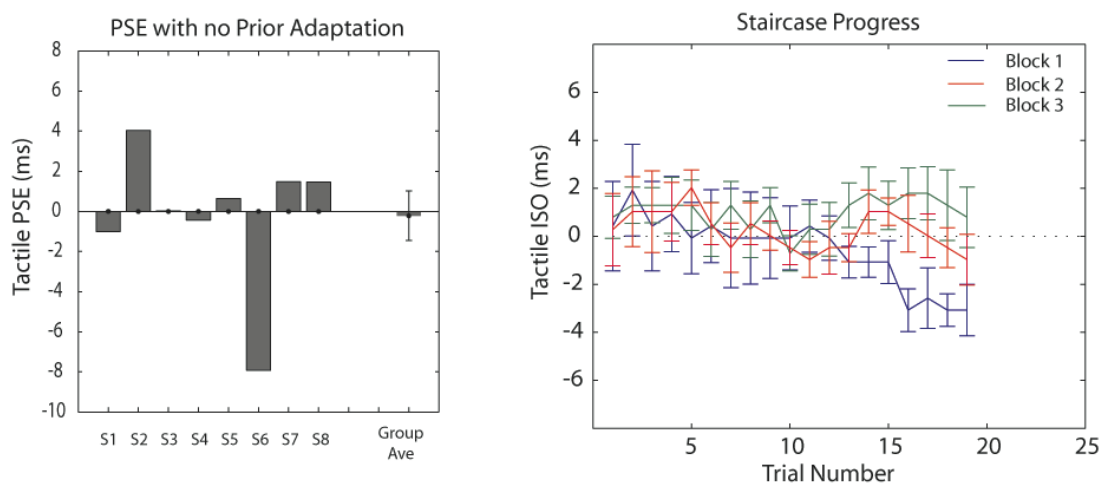 PSE with no Prior Adaptation
Tactile PSE (ms)
8
6
4
2
0
-2
-4
-6
-8
-10
S1 S2 S3 S4 S5 S6 S7 S8 Group
Ave
Staircase Progress
Tactile ISO (ms)
6
4
2
0
-2
-4
-6
Block 1
Block 2
Block 3
5 10 15 20 25
Trial Number